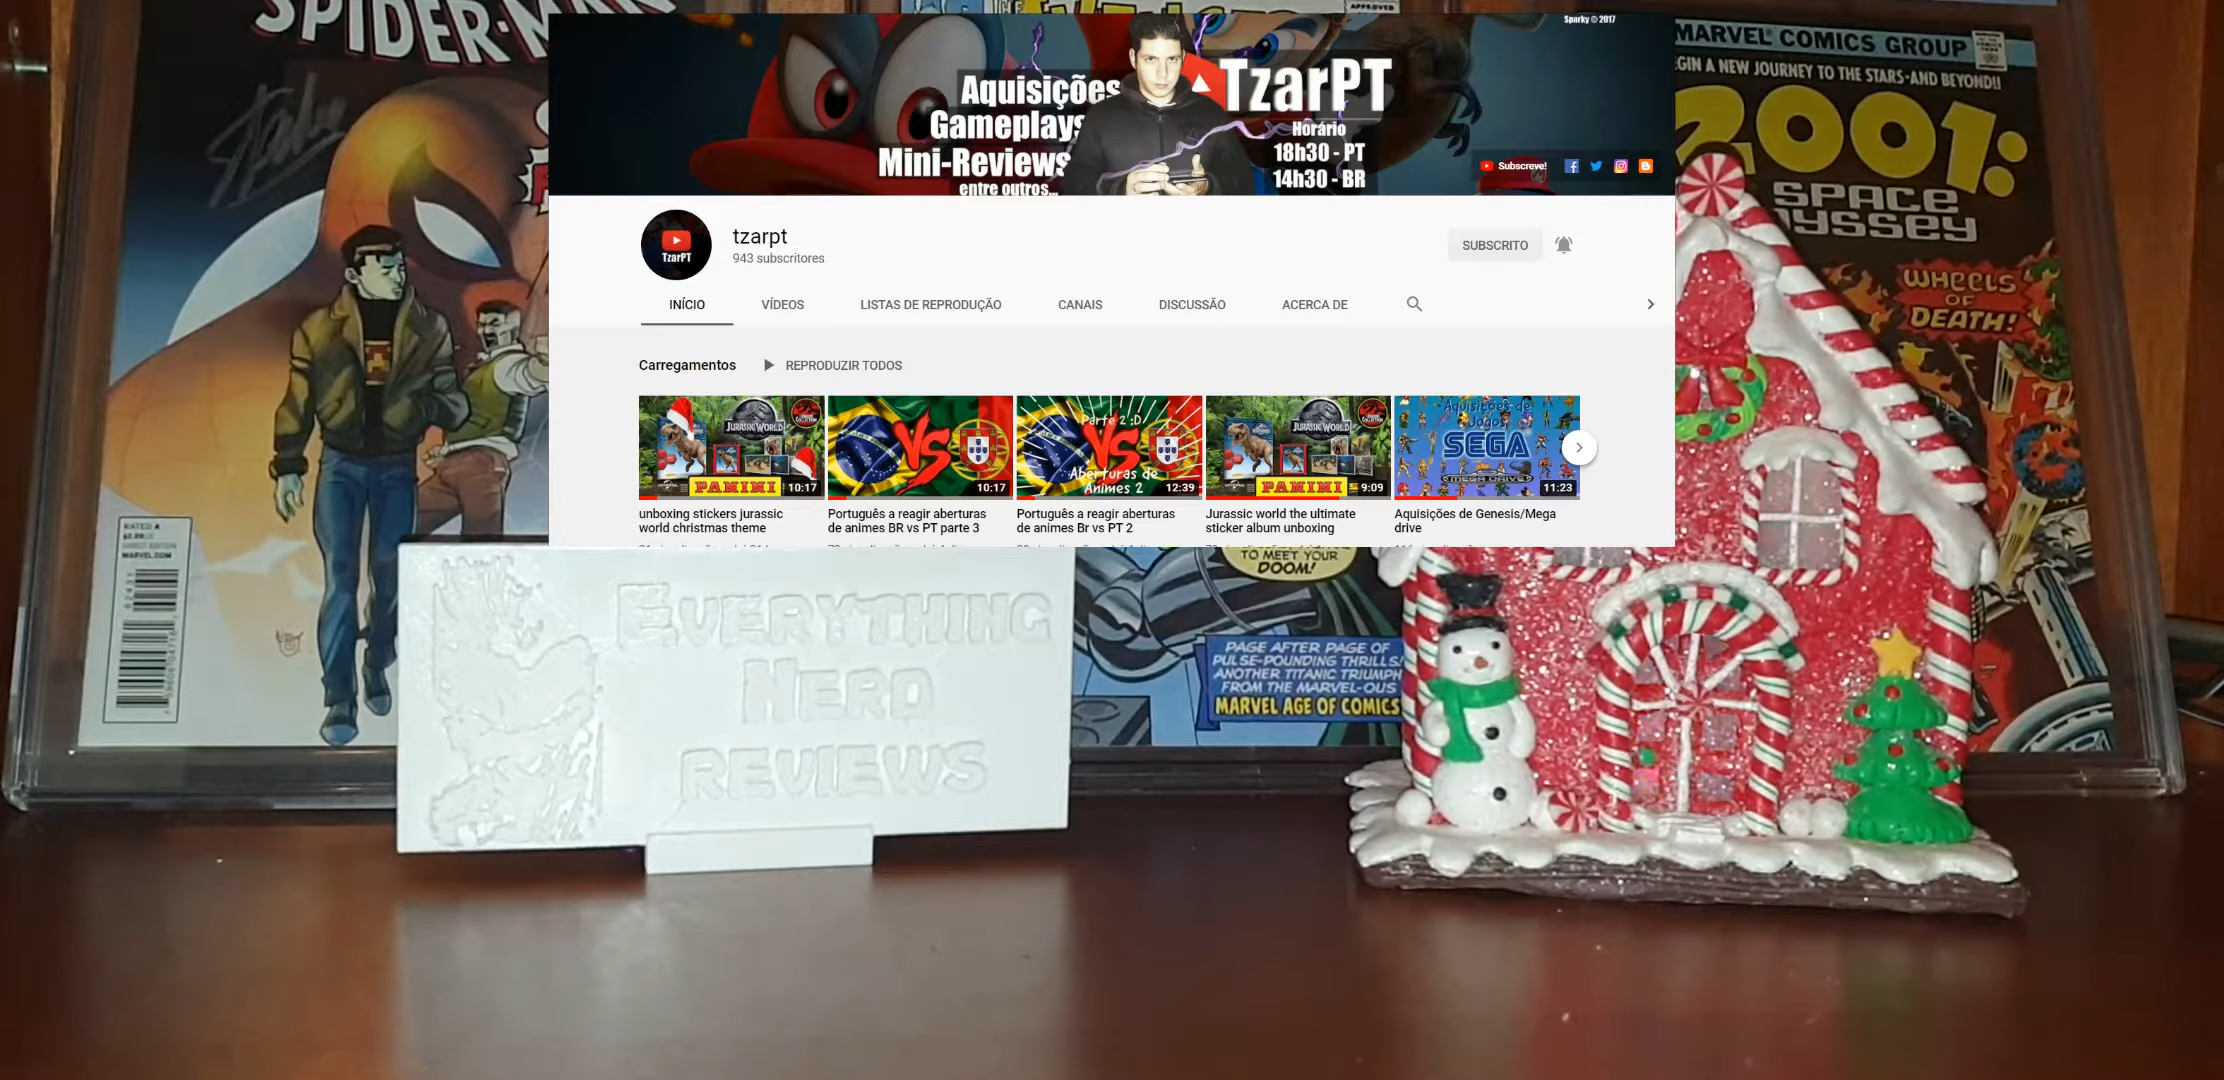 SPIDER-MAN
APPROVED
Sparky © 2017
Aquisições
Gameplays
Mini-Reviews
entre outros...
TzarPT
Horário
18h30 - PT
14h30 - BR
Subscreve!
TzarPT
tzarpt
943 subscritores
SUBSCRITO
INÍCIO
VÍDEOS
LISTAS DE REPRODUÇÃO
CANAIS
DISCUSSÃO
ACERCA DE
Carregamentos
REPRODUZIR TODOS
JURASSIC WORLD
PANINI
10:17
VS
10:17
Parte 2 :D
VS
Aberturas de
Animes 2
12:39
JURASSIC WORLD
PANINI
9:09
Aquisições de
Jogos
SEGA
MEGA DRIVE
11:23
unboxing stickers jurassic
world christmas theme
Português a reagir aberturas
de animes BR vs PT parte 3
Português a reagir aberturas
de animes Br vs PT 2
Jurassic world the ultimate
sticker album unboxing
Aquisições de Genesis/Mega
drive
MARVEL COMICS GROUP
GIN A NEW JOURNEY TO THE STARS-AND BEYOND!!
2001:
SPACE
ODYSSEY
WHEELS
OF
DEATH!
RATED A
MARVEL.COM
TO MEET YOUR
DOOM!
PAGE AFTER PAGE OF
PULSE-POUNDING THRILLS!
ANOTHER TITANIC TRIUMPH
FROM THE MARVEL-OUS
MARVEL AGE OF COMICS
EVERYTHING
NERD
REVIEWS